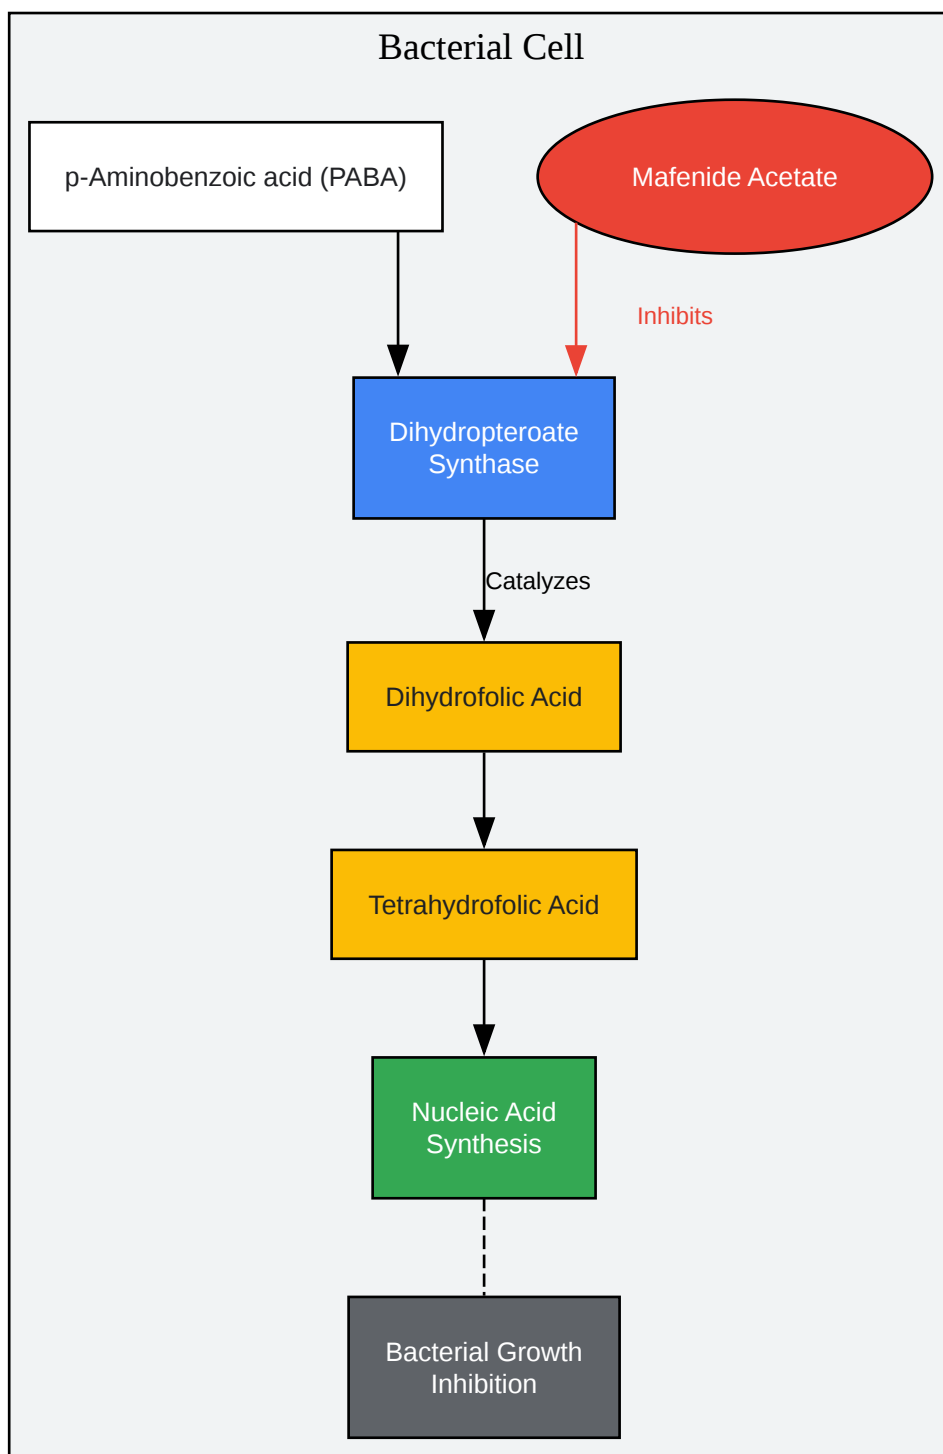 Bacterial Cell
p-Aminobenzoic acid (PABA)
Mafenide Acetate
Inhibits
Dihydropteroate
Synthase
Catalyzes
Dihydrofolic Acid
Tetrahydrofolic Acid
Nucleic Acid
Synthesis
Bacterial Growth
Inhibition